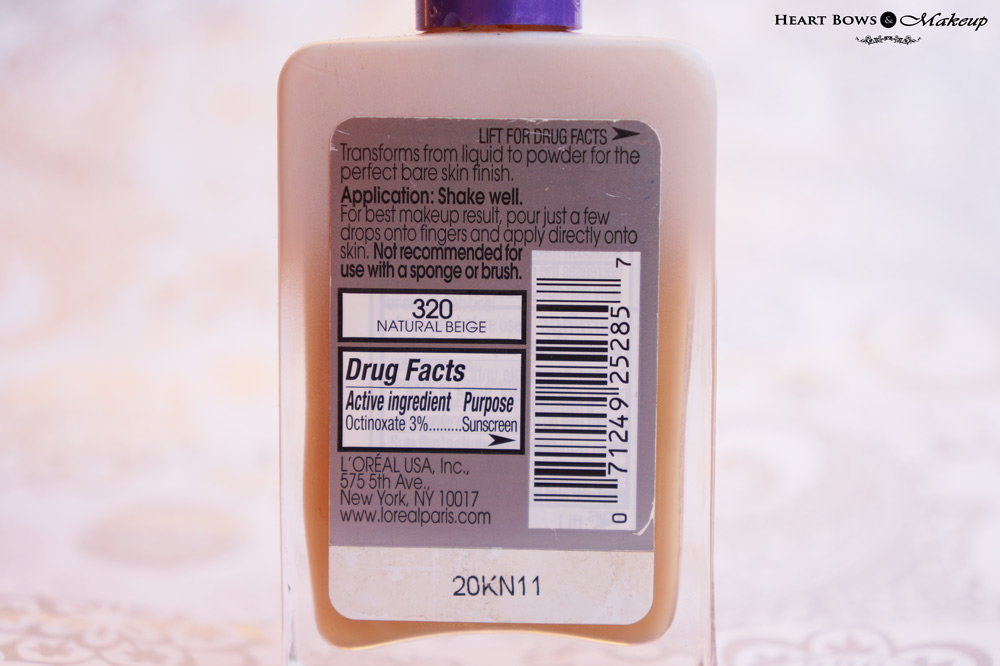 HEART BOWS & Makeup
LIFT FOR DRUG FACTS
Transforms from liquid to powder for the
perfect bare skin finish.
Application: Shake well.
For best makeup result, pour just a few
drops onto fingers and apply directly onto
skin. Not recommended for
use with a sponge or brush.
320
NATURAL BEIGE
Drug Facts
Active ingredient Purpose
Octinoxate 3%.........Sunscreen
L'ORÉAL USA, Inc.,
575 5th Ave.,
New York, NY 10017
www.lorealparis.com
0 71249 25285 7
20KN11